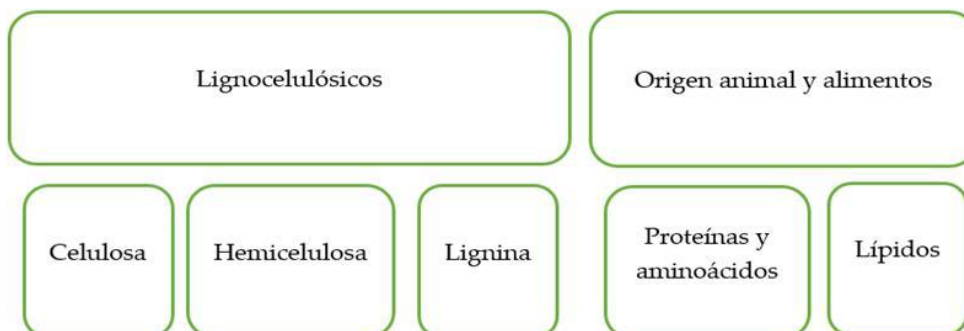 Lignocelulósicos
Origen animal y alimentos
Celulosa
Hemicelulosa
Lignina
Proteínas y
aminoácidos
Lípidos